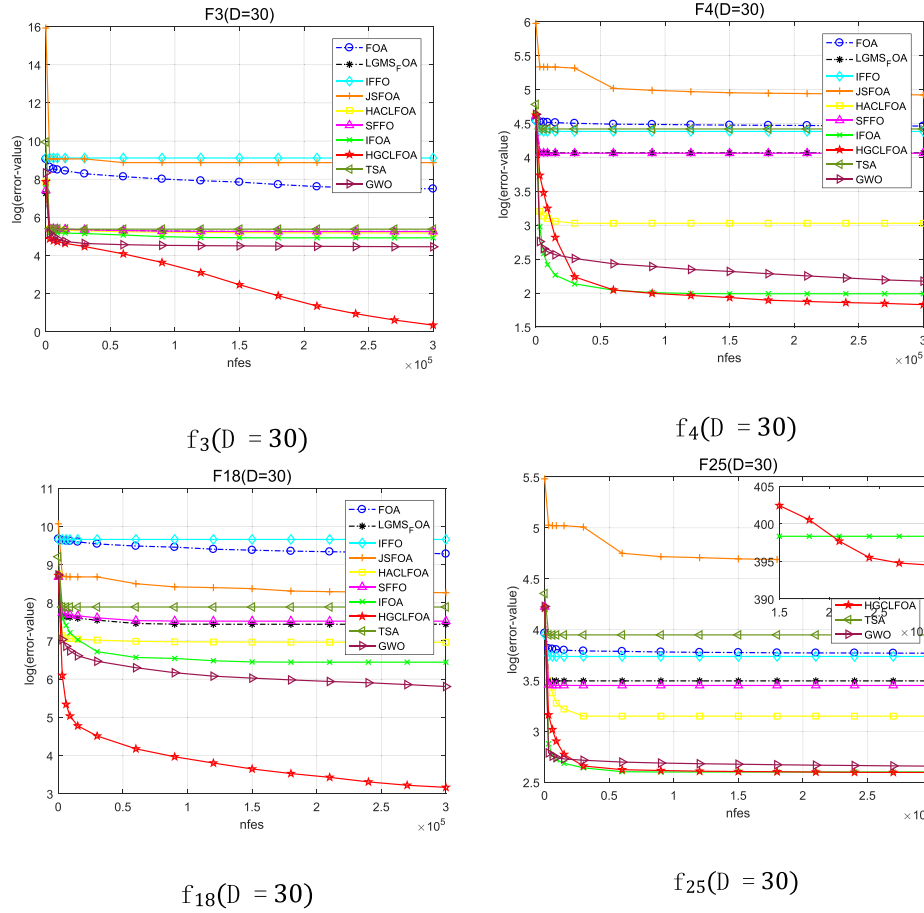 F3(D=30)
16
14
12
10
8
6
4
2
0
log(error-value)
FOA
LGMS_FOA
IFFO
JSFOA
HACLFOA
SFFO
IFOA
HGCLFOA
TSA
GWO
0
0.5
1
1.5
2
2.5
3
nfes
×10^5
f3(D = 30)
F4(D=30)
6
5.5
5
4.5
4
3.5
3
2.5
2
1.5
log(error-value)
FOA
LGMS_FOA
IFFO
JSFOA
HACLFOA
SFFO
IFOA
HGCLFOA
TSA
GWO
0
0.5
1
1.5
2
2.5
3
nfes
×10^5
f4(D = 30)
F18(D=30)
11
10
9
8
7
6
5
4
3
log(error-value)
FOA
LGMS_FOA
IFFO
JSFOA
HACLFOA
SFFO
IFOA
HGCLFOA
TSA
GWO
0
0.5
1
1.5
2
2.5
3
nfes
×10^5
f18(D = 30)
F25(D=30)
5.5
5
4.5
4
3.5
3
2.5
log(error-value)
405
400
395
390
1.5
2
2.5
×10
HGCLFOA
TSA
GWO
0
0.5
1
1.5
2
2.5
nfes
×10
f25(D = 30)